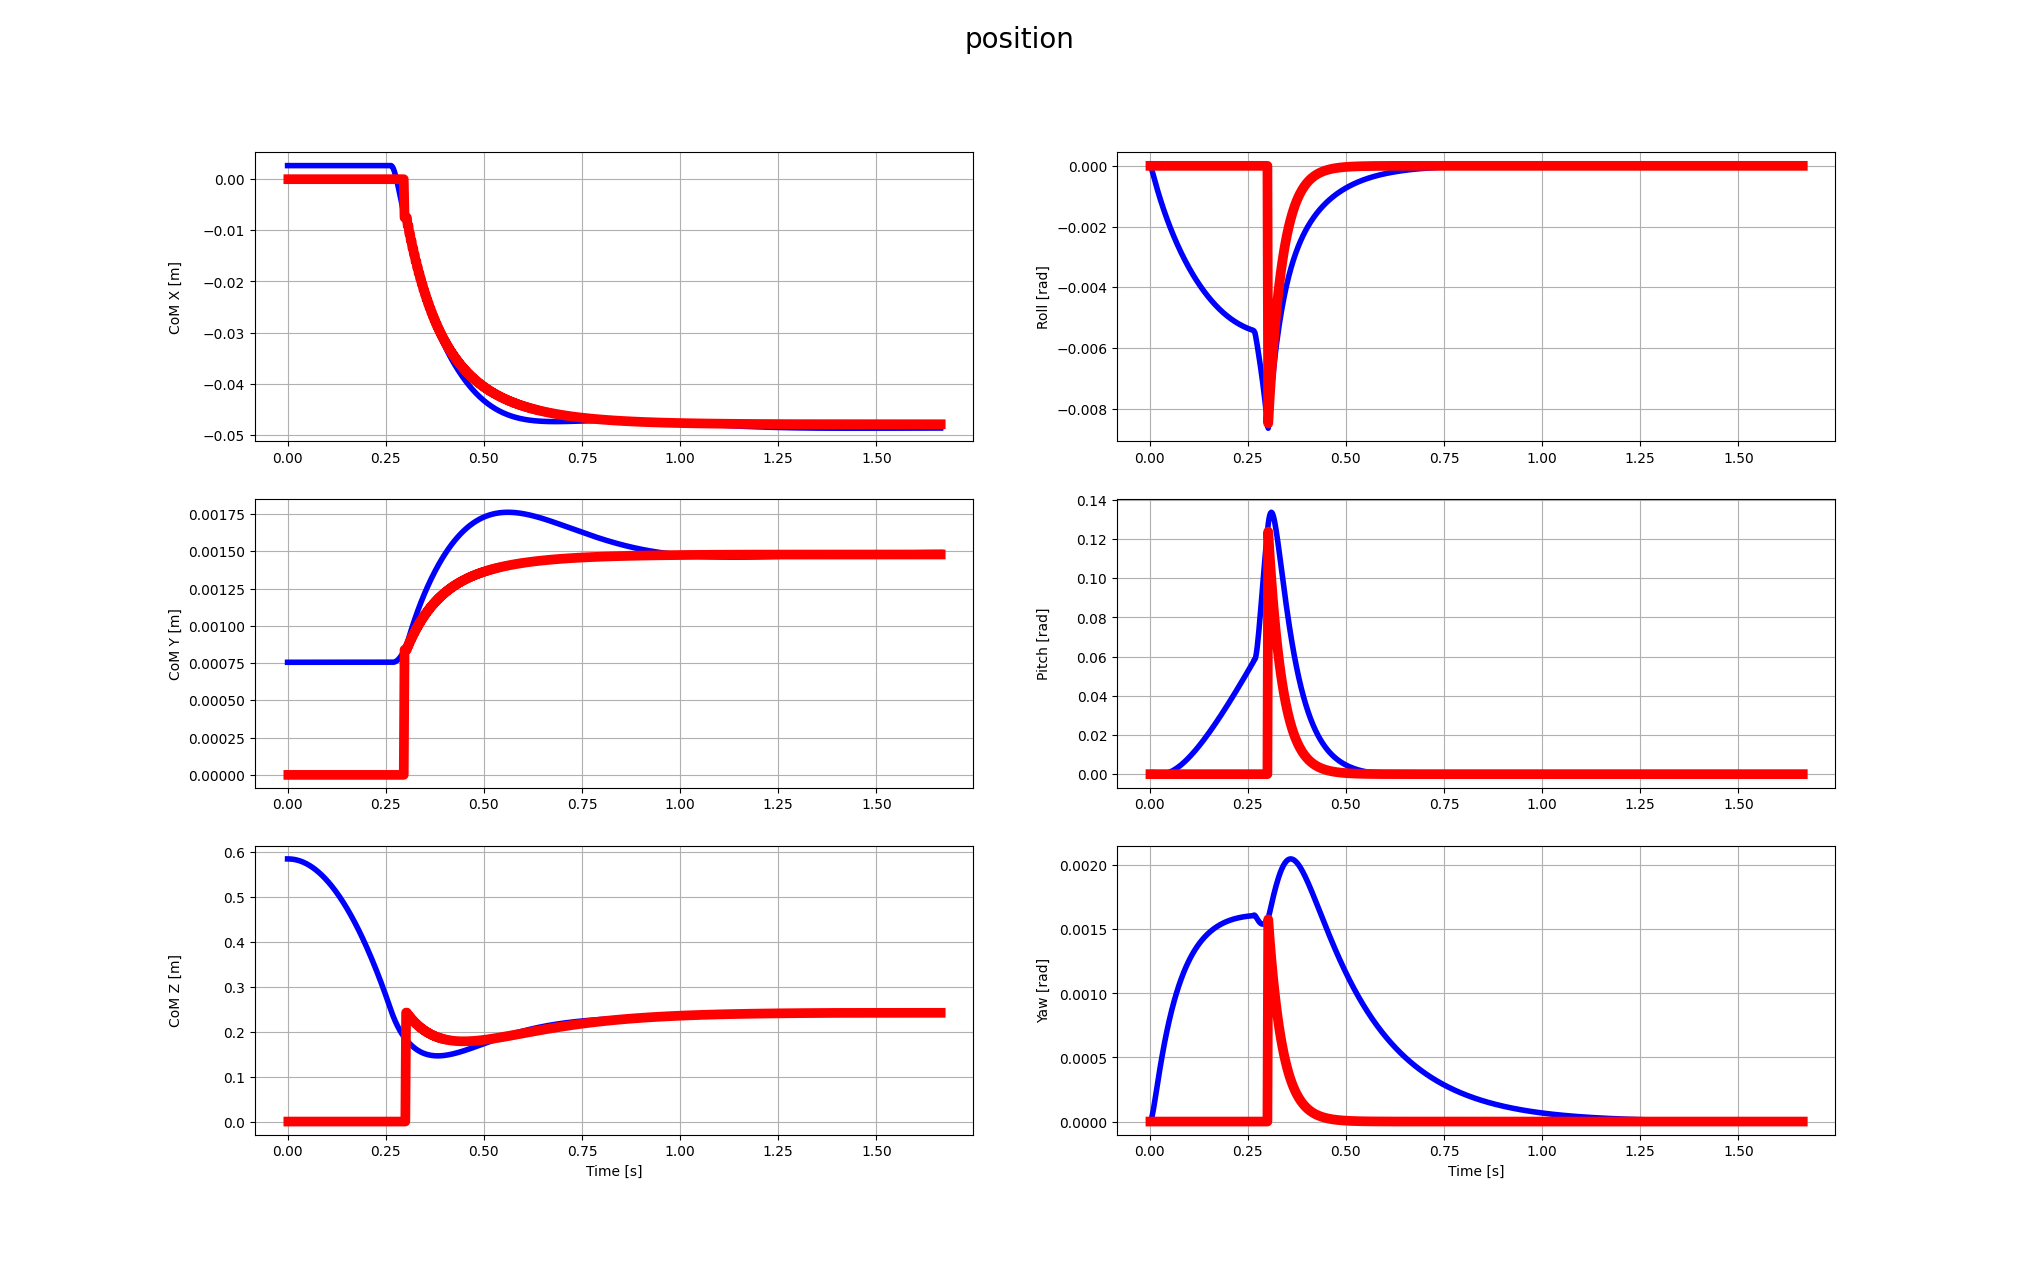 position
CoM X [m]
0.00
−0.01
−0.02
−0.03
−0.04
−0.05
0.00 0.25 0.50 0.75 1.00 1.25 1.50
Roll [rad]
0.000
−0.002
−0.004
−0.006
−0.008
0.00 0.25 0.50 0.75 1.00 1.25 1.50
CoM Y [m]
0.00175
0.00150
0.00125
0.00100
0.00075
0.00050
0.00025
0.00000
0.00 0.25 0.50 0.75 1.00 1.25 1.50
Pitch [rad]
0.14
0.12
0.10
0.08
0.06
0.04
0.02
0.00
0.00 0.25 0.50 0.75 1.00 1.25 1.50
CoM Z [m]
0.6
0.5
0.4
0.3
0.2
0.1
0.0
0.00 0.25 0.50 0.75 1.00 1.25 1.50
Time [s]
Yaw [rad]
0.0020
0.0015
0.0010
0.0005
0.0000
0.00 0.25 0.50 0.75 1.00 1.25 1.50
Time [s]